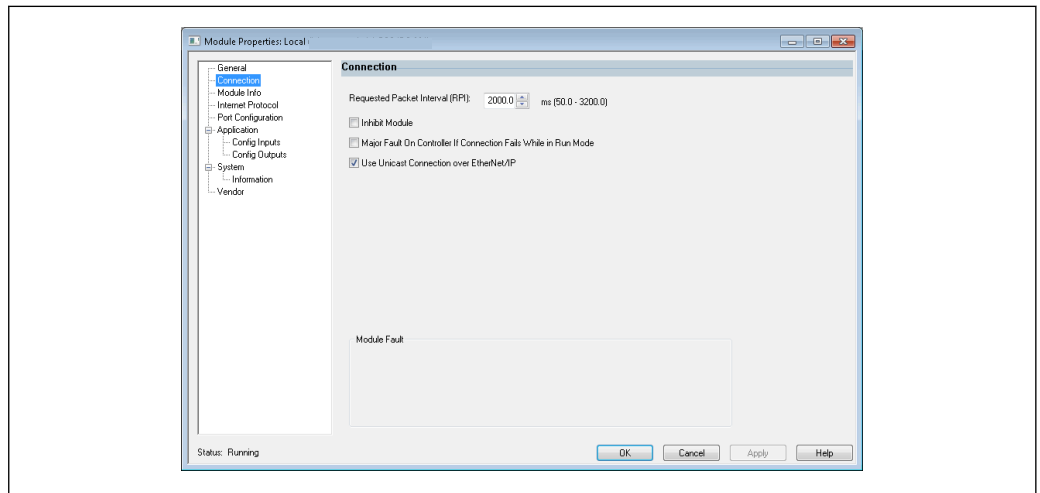 Module Properties: Local
General
Connection
Module Info
Internet Protocol
Port Configuration
Application
Config Inputs
Config Outputs
System
Information
Vendor
Connection
Requested Packet Interval (RPI): 2000.0 ms (50.0 - 3200.0)
Inhibit Module
Major Fault On Controller If Connection Fails While in Run Mode
Use Unicast Connection over EtherNet/IP
Module Fault
Status: Running
OK Cancel Apply Help